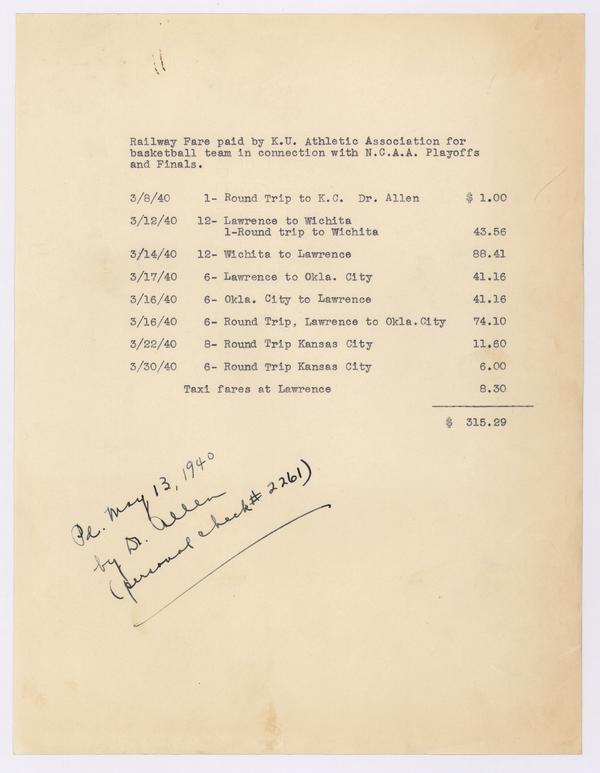 Railway Fare paid by K.U. Athletic Association for
basketball team in connection with N.C.A.A. Playoffs
and Finals.
3/8/40 1- Round Trip to K.C. Dr. Allen $ 1.00
3/12/40 12- Lawrence to Wichita
1-Round trip to Wichita 43.56
3/14/40 12- Wichita to Lawrence 88.41
3/17/40 6- Lawrence to Okla. City 41.16
3/16/40 6- Okla. City to Lawrence 41.16
3/16/40 6- Round Trip, Lawrence to Okla.City 74.10
3/22/40 8- Round Trip Kansas City 11.60
3/30/40 6- Round Trip Kansas City 6.00
Taxi fares at Lawrence 8.30
$ 315.29
Pd. May 13, 1940
by Dr. Allen
(personal check# 2261)